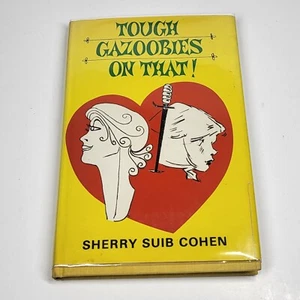 TOUGH
GAZOOBIES
ON THAT!
SHERRY SUIB COHEN